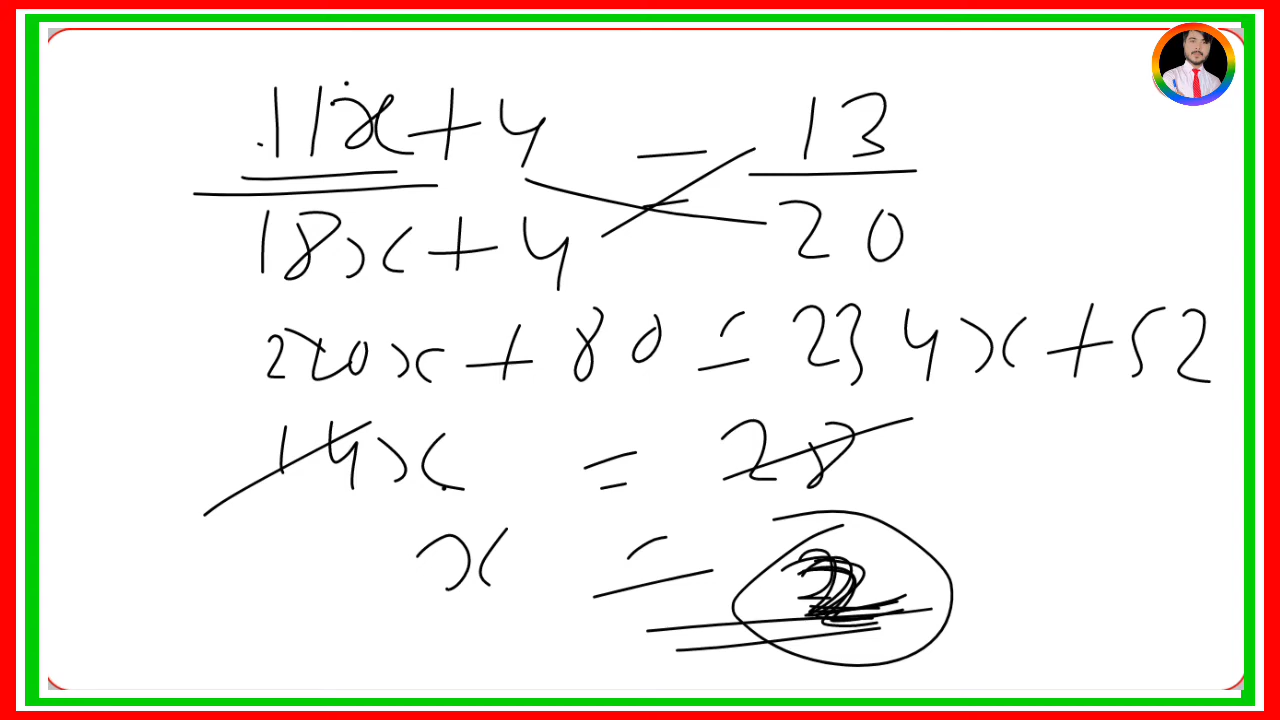 11x+4 = 13
18x+4 = 20
220x+80=234x+52
14x = 28
x = 2